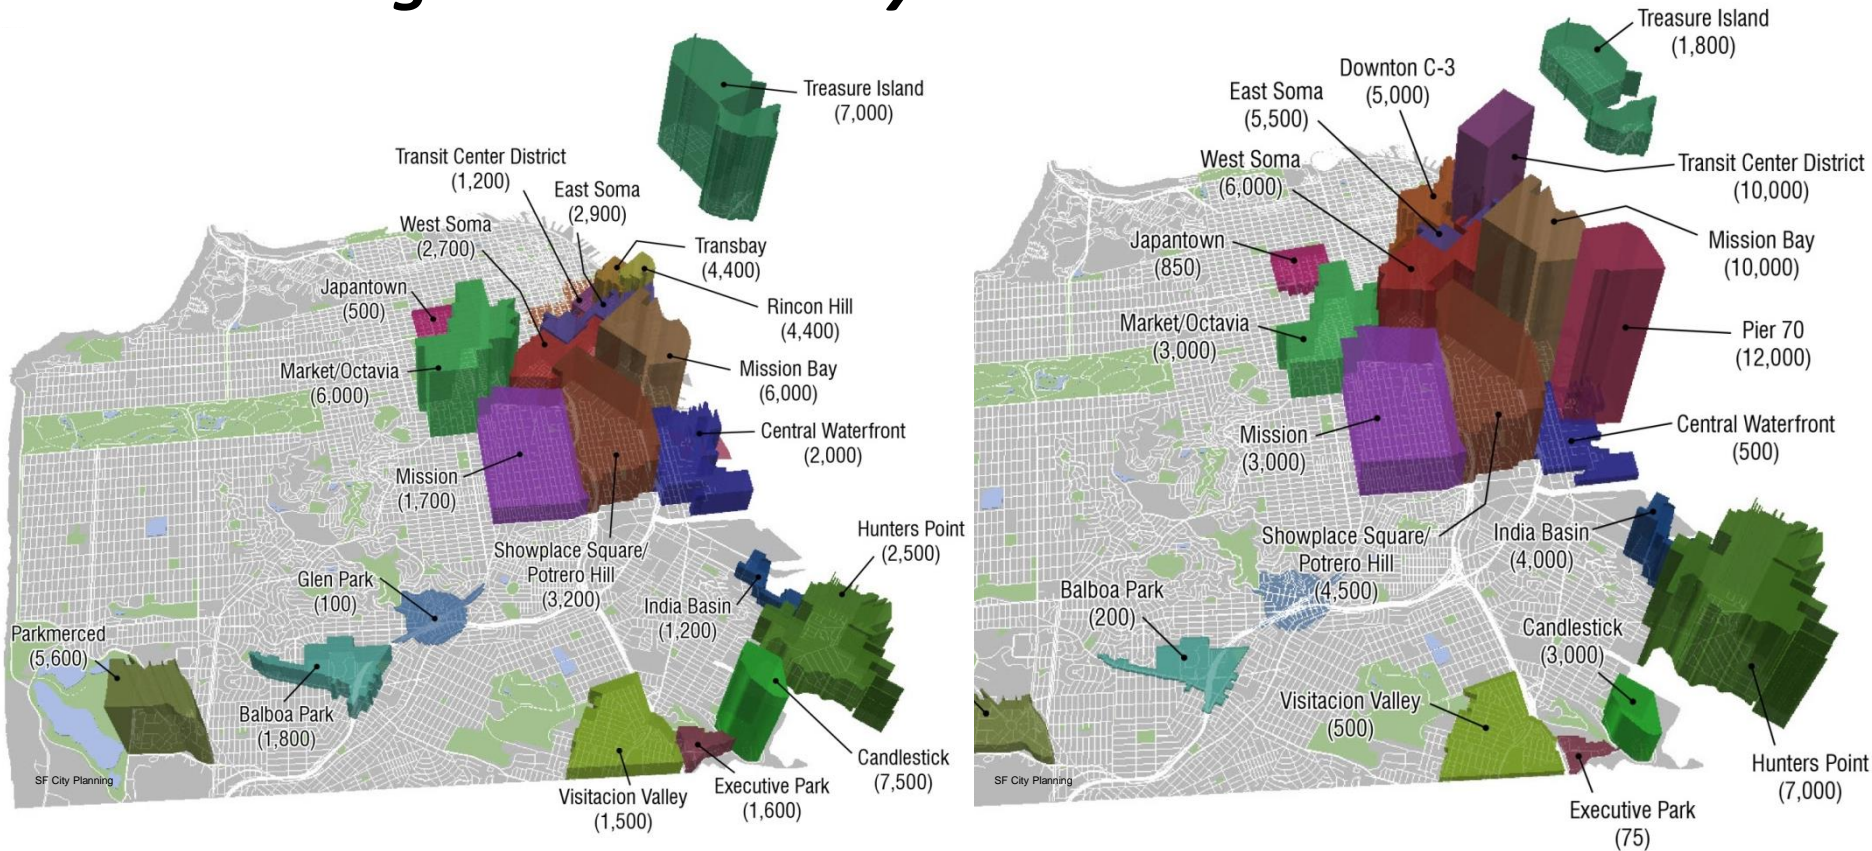 Treasure Island
(7,000)
Transit Center District
(1,200)
East Soma
(2,900)
West Soma
(2,700)
Transbay
(4,400)
Japantown
(500)
Rincon Hill
(4,400)
Market/Octavia
(6,000)
Mission Bay
(6,000)
Central Waterfront
(2,000)
Mission
(1,700)
Hunters Point
(2,500)
Showplace Square/
Potrero Hill
(3,200)
Glen Park
(100)
India Basin
(1,200)
Parkmerced
(5,600)
Balboa Park
(1,800)
Candlestick
(7,500)
Executive Park
(1,600)
Visitacion Valley
(1,500)
SF City Planning
Treasure Island
(1,800)
Downton C-3
(5,000)
East Soma
(5,500)
West Soma
(6,000)
Transit Center District
(10,000)
Japantown
(850)
Mission Bay
(10,000)
Market/Octavia
(3,000)
Pier 70
(12,000)
Mission
(3,000)
Central Waterfront
(500)
Showplace Square/
Potrero Hill
(4,500)
India Basin
(4,000)
Balboa Park
(200)
Candlestick
(3,000)
Visitacion Valley
(500)
Hunters Point
(7,000)
Executive Park
(75)
SF City Planning